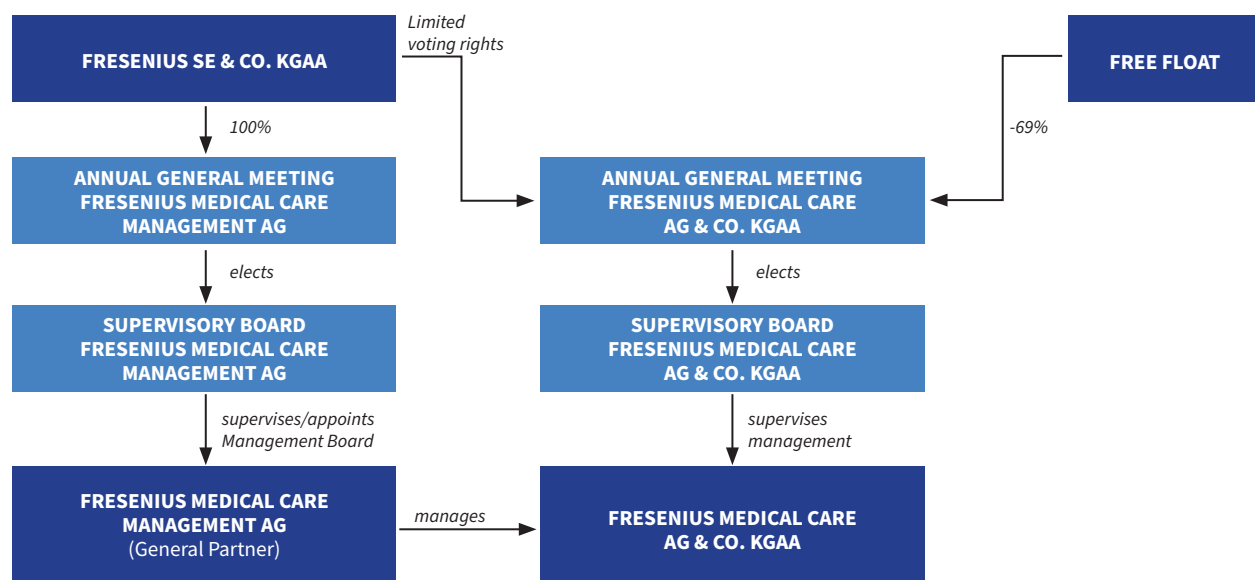 FRESENIUS SE & CO. KGAA
Limited
voting rights
FREE FLOAT
100%
-69%
ANNUAL GENERAL MEETING
FRESENIUS MEDICAL CARE
MANAGEMENT AG
ANNUAL GENERAL MEETING
FRESENIUS MEDICAL CARE
AG & CO. KGAA
elects
elects
SUPERVISORY BOARD
FRESENIUS MEDICAL CARE
MANAGEMENT AG
SUPERVISORY BOARD
FRESENIUS MEDICAL CARE
AG & CO. KGAA
supervises/appoints
Management Board
supervises
management
FRESENIUS MEDICAL CARE
MANAGEMENT AG
(General Partner)
manages
FRESENIUS MEDICAL CARE
AG & CO. KGAA